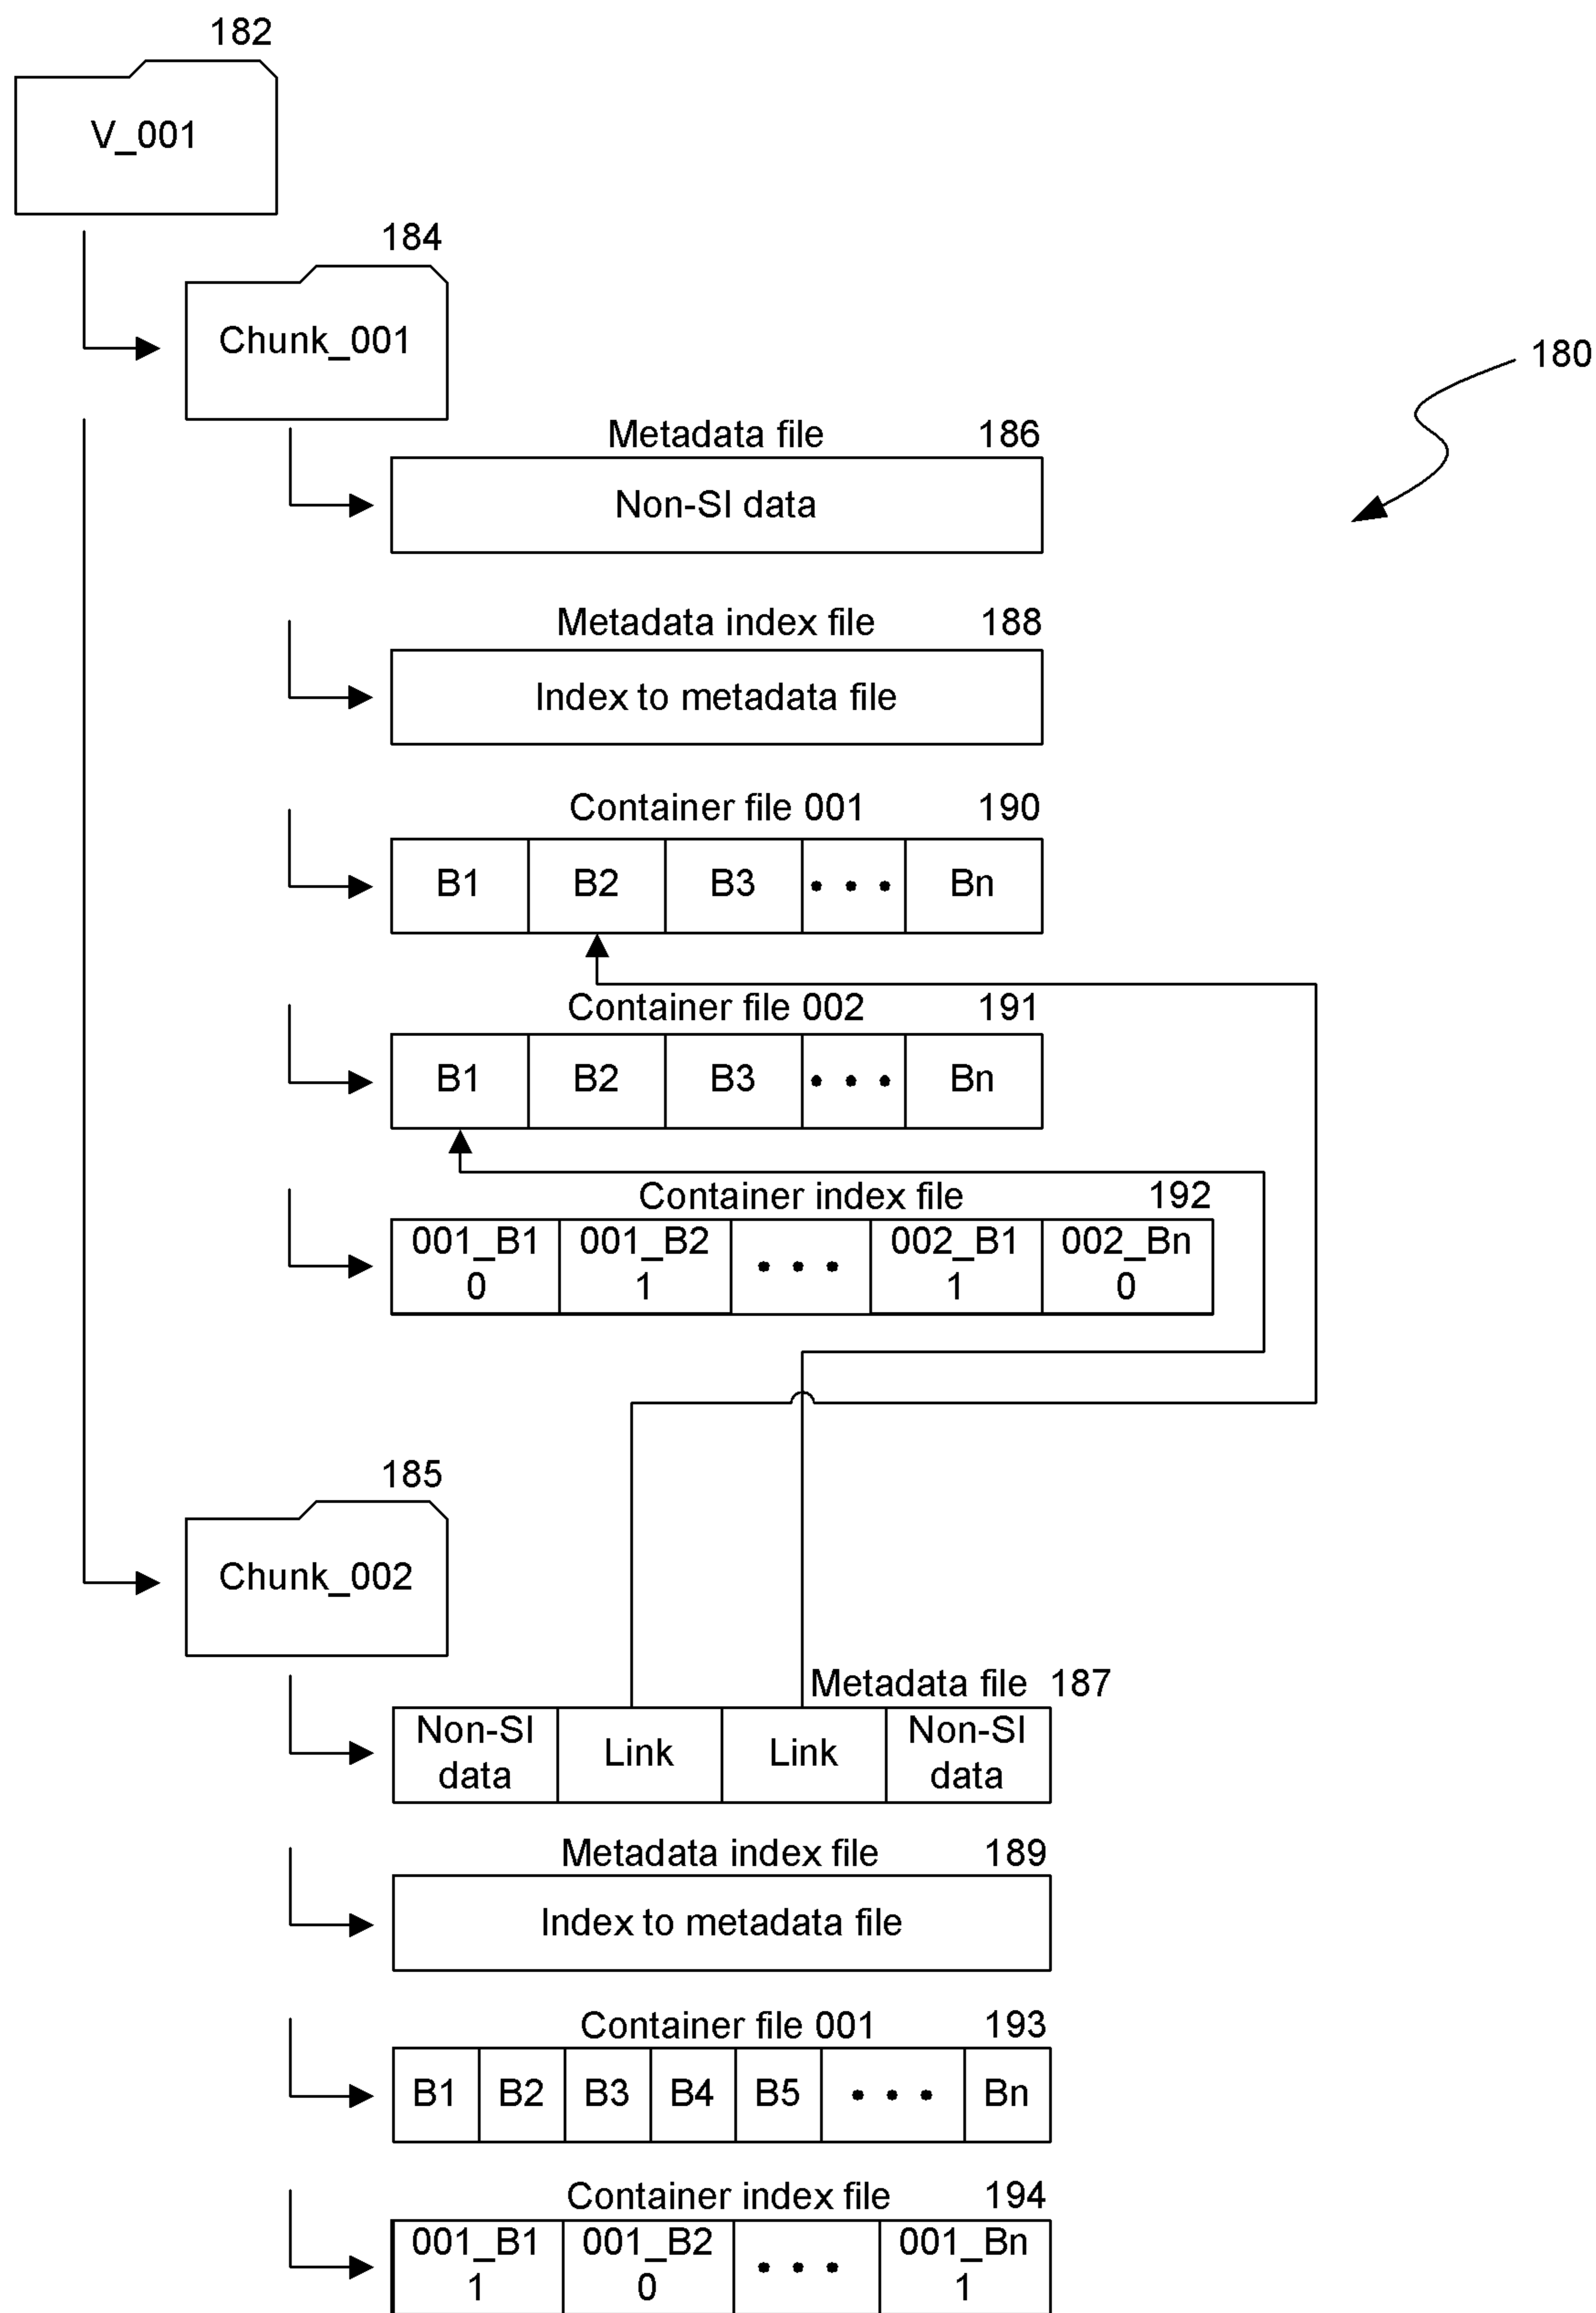 182
V_001
184
Chunk_001
180
Metadata file 186
Non-SI data
Metadata index file 188
Index to metadata file
Container file 001 190
B1 B2 B3 • • • Bn
Container file 002 191
B1 B2 B3 • • • Bn
Container index file 192
001_B1 001_B2 • • • 002_B1 002_Bn
0 1 1 0
185
Chunk_002
Metadata file 187
Non-SI data Link Link Non-SI data
Metadata index file 189
Index to metadata file
Container file 001 193
B1 B2 B3 B4 B5 • • • Bn
Container index file 194
001_B1 001_B2 • • • 001_Bn
1 0 1